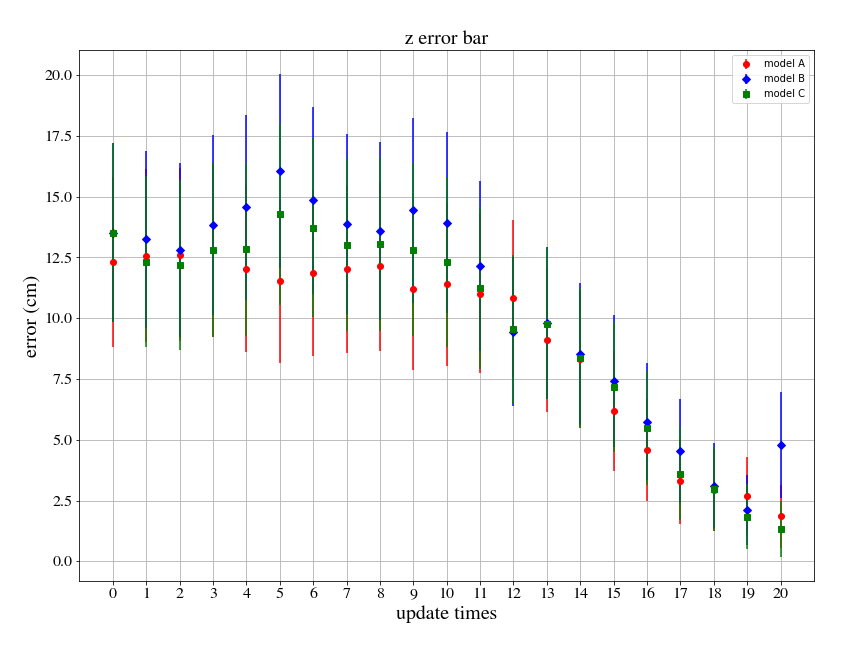 z error bar
model A
model B
model C
error (cm)
20.0
17.5
15.0
12.5
10.0
7.5
5.0
2.5
0.0
0 1 2 3 4 5 6 7 8 9 10 11 12 13 14 15 16 17 18 19 20
update times